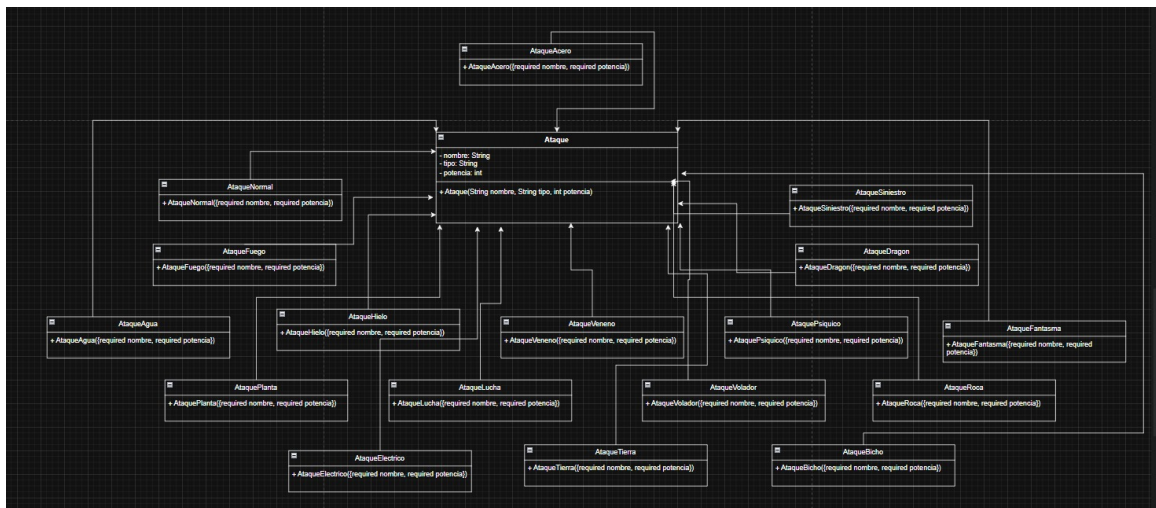 AtaqueAcero
+ AtaqueAcero({required nombre, required potencia})
Ataque
- nombre: String
- tipo: String
- potencia: int
+ Ataque(String nombre, String tipo, int potencia)
AtaqueNormal
+ AtaqueNormal({required nombre, required potencia})
AtaqueSiniestro
+ AtaqueSiniestro({required nombre, required potencia})
AtaqueFuego
+ AtaqueFuego({required nombre, required potencia})
AtaqueDragon
+ AtaqueDragon({required nombre, required potencia})
AtaqueAgua
+ AtaqueAgua({required nombre, required potencia})
AtaqueHielo
+ AtaqueHielo({required nombre, required potencia})
AtaqueVeneno
+ AtaqueVeneno({required nombre, required potencia})
AtaquePsiquico
+ AtaquePsiquico({required nombre, required potencia})
AtaqueFantasma
+ AtaqueFantasma({required nombre, required
potencia})
AtaquePlanta
+ AtaquePlanta({required nombre, required potencia})
AtaqueLucha
+ AtaqueLucha({required nombre, required potencia})
AtaqueVolador
+ AtaqueVolador({required nombre, required potencia})
AtaqueRoca
+ AtaqueRoca({required nombre, required potencia})
AtaqueElectrico
+ AtaqueElectrico({required nombre, required potencia})
AtaqueTierra
+ AtaqueTierra({required nombre, required potencia})
AtaqueBicho
+ AtaqueBicho({required nombre, required potencia})